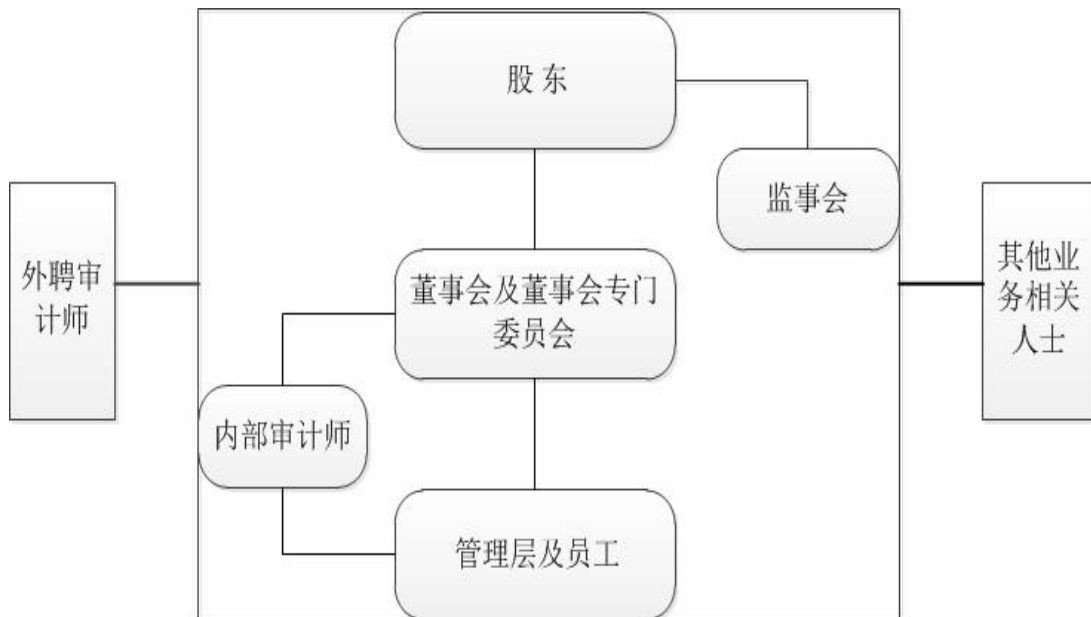 股 东
监事会
外聘审
计师
董事会及董事会专门
委员会
其他业
务相关
人士
内部审计师
管理层及员工